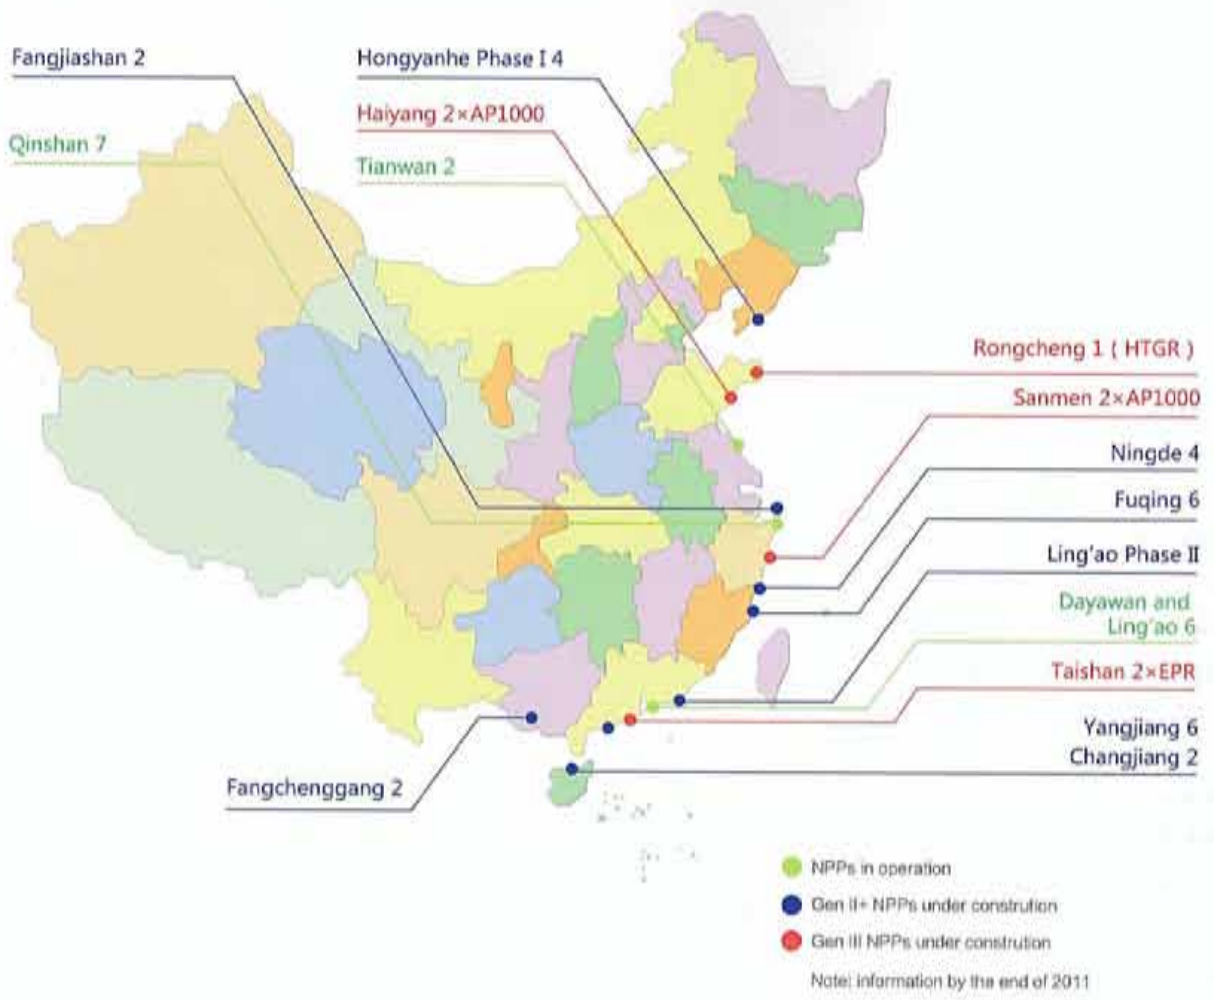 Fangjiashan 2
Hongyanhe Phase I 4
Haiyang 2×AP1000
Qinshan 7
Tianwan 2
Rongcheng 1 ( HTGR )
Sanmen 2×AP1000
Ningde 4
Fuqing 6
Ling'ao Phase II
Dayawan and
Ling'ao 6
Taishan 2×EPR
Yangjiang 6
Changjiang 2
Fangchenggang 2
NPPs in operation
Gen II+ NPPs under constrution
Gen III NPPs under constrution
Note: information by the end of 2011